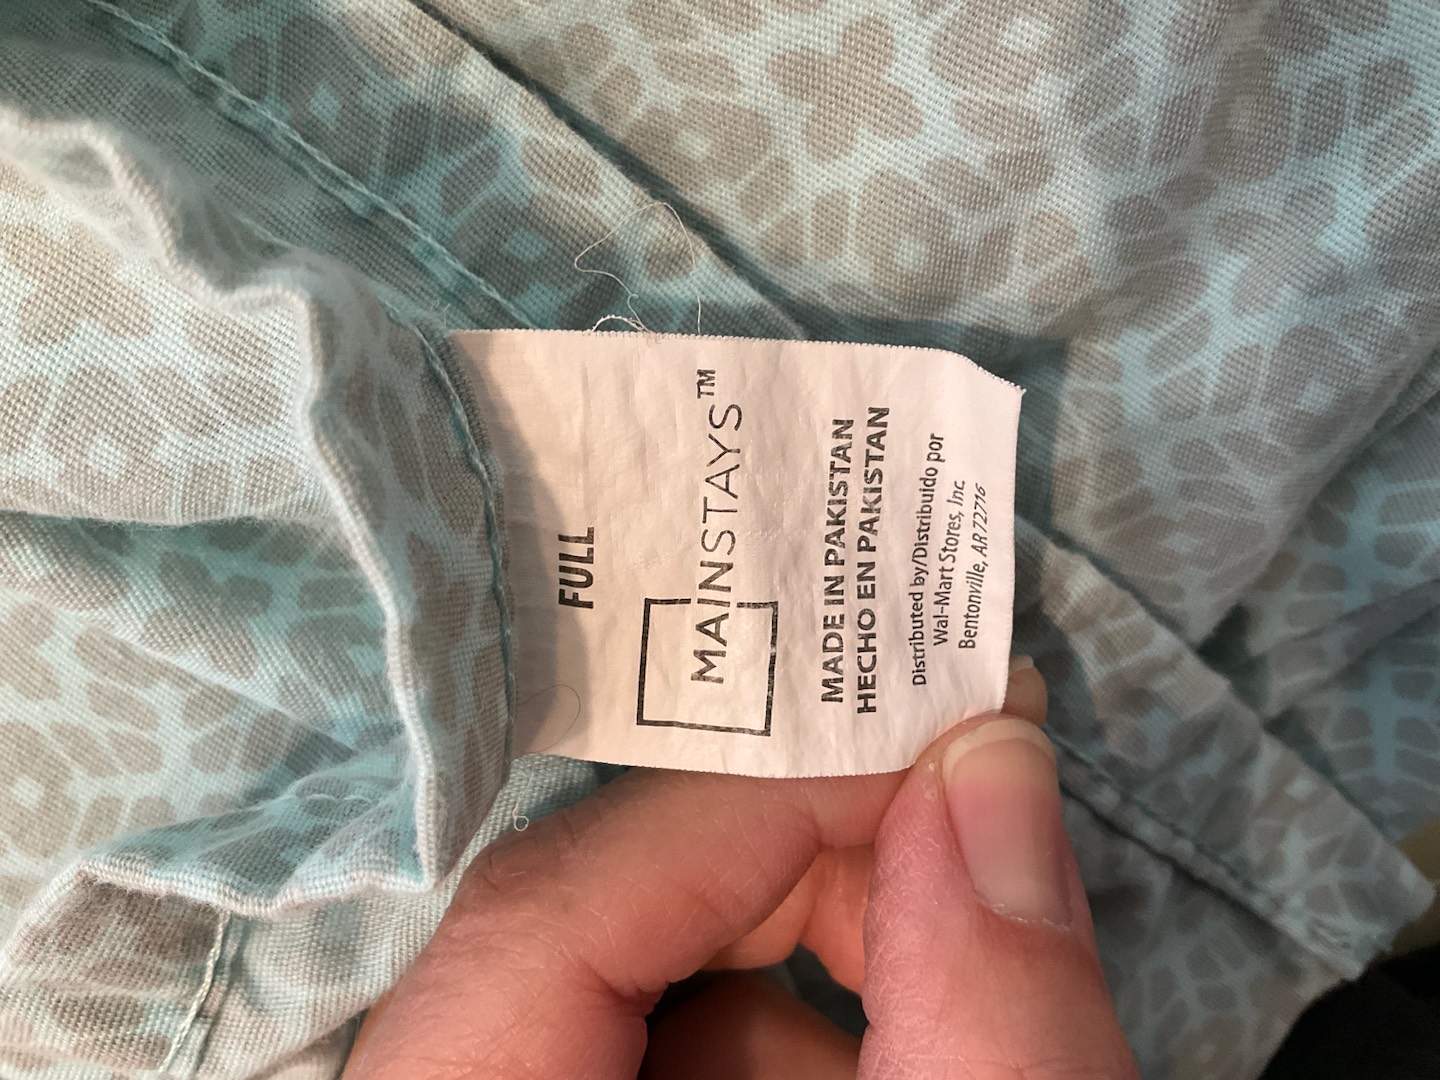 FULL
MAINSTAYS™
MADE IN PAKISTAN
HECHO EN PAKISTAN
Distributed by/Distribuido por
Wal-Mart Stores, Inc
Bentonville, AR 72716